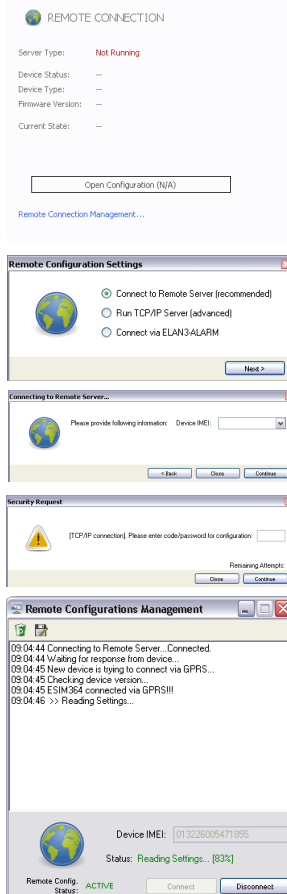 REMOTE CONNECTION
Server Type: Not Running
Device Status: --
Device Type: --
Firmware Version: --
Current State: --
Open Configuration (N/A)
Remote Connection Management...
Remote Configuration Settings
Connect to Remote Server (recommended)
Run TCP/IP Server (advanced)
Connect via ELAN3-ALARM
Next >
Connecting to Remote Server...
Please provide following information: Device IMEI:
< Back Close Continue
Security Request
[TCP/IP connection]. Please enter code/password for configuration:
Remaining Attempts:
Close Continue
Remote Configurations Management
09:04:44 Connecting to Remote Server...Connected.
09:04:44 Waiting for response from device...
09:04:45 New device is tiying to connect via GPRS...
09:04:45 Checking device version...
09:04:45 ESIM364 connected via GPRS!!!
09:04:46 >> Reading Settings...
Device IMEI: 013226005471855
Status: Reading Settings... [83%]
Remote Config. Status: ACTIVE Connect Disconnect